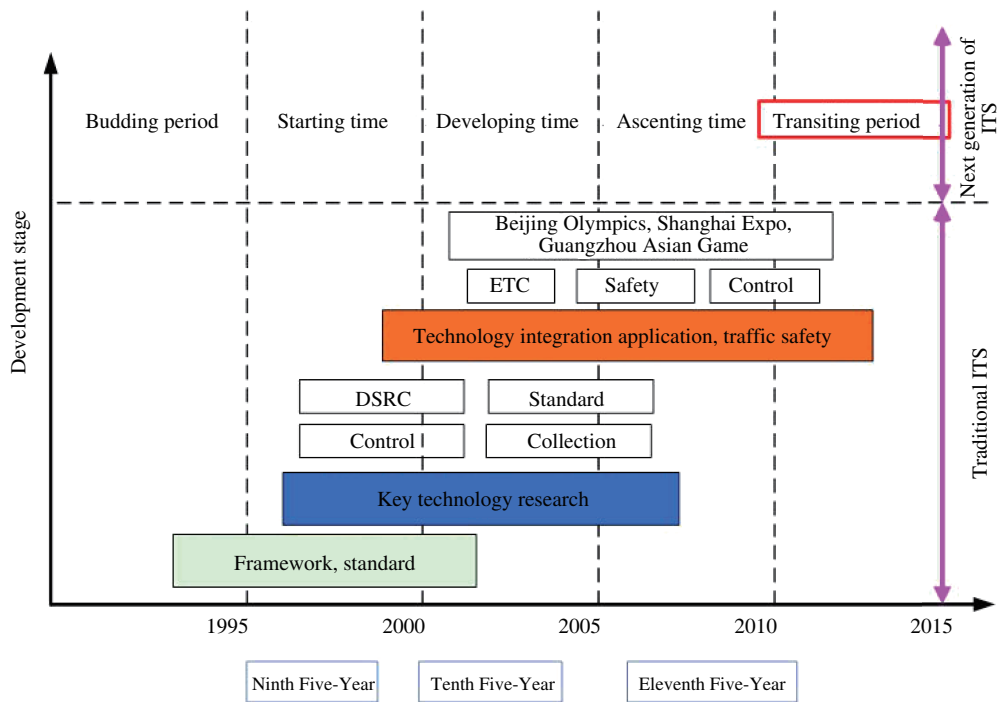 Budding period
Starting time
Developing time
Ascenting time
Transiting period
Next generation of
ITS
Development stage
Beijing Olympics, Shanghai Expo,
Guangzhou Asian Game
ETC
Safety
Control
Technology integration application, traffic safety
DSRC
Standard
Control
Collection
Key technology research
Framework, standard
Traditional ITS
1995
2000
2005
2010
2015
Ninth Five-Year
Tenth Five-Year
Eleventh Five-Year